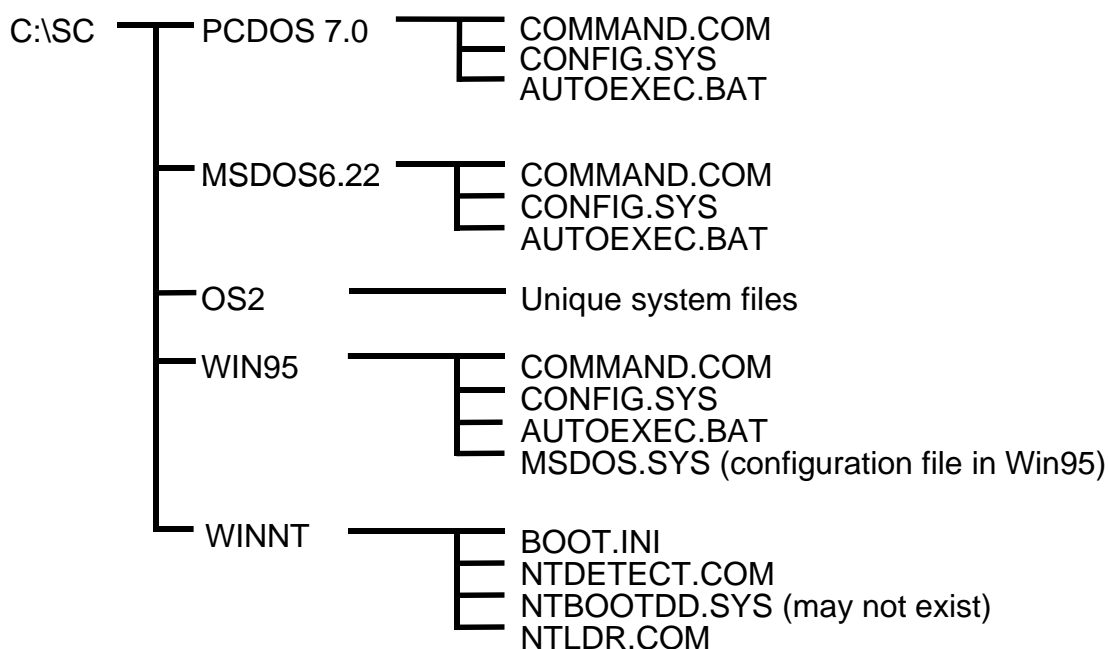 C:\SC PCDOS 7.0 COMMAND.COM
CONFIG.SYS
AUTOEXEC.BAT
MSDOS6.22 COMMAND.COM
CONFIG.SYS
AUTOEXEC.BAT
OS2 Unique system files
WIN95 COMMAND.COM
CONFIG.SYS
AUTOEXEC.BAT
MSDOS.SYS (configuration file in Win95)
WINNT BOOT.INI
NTDETECT.COM
NTBOOTDD.SYS (may not exist)
NTLDR.COM